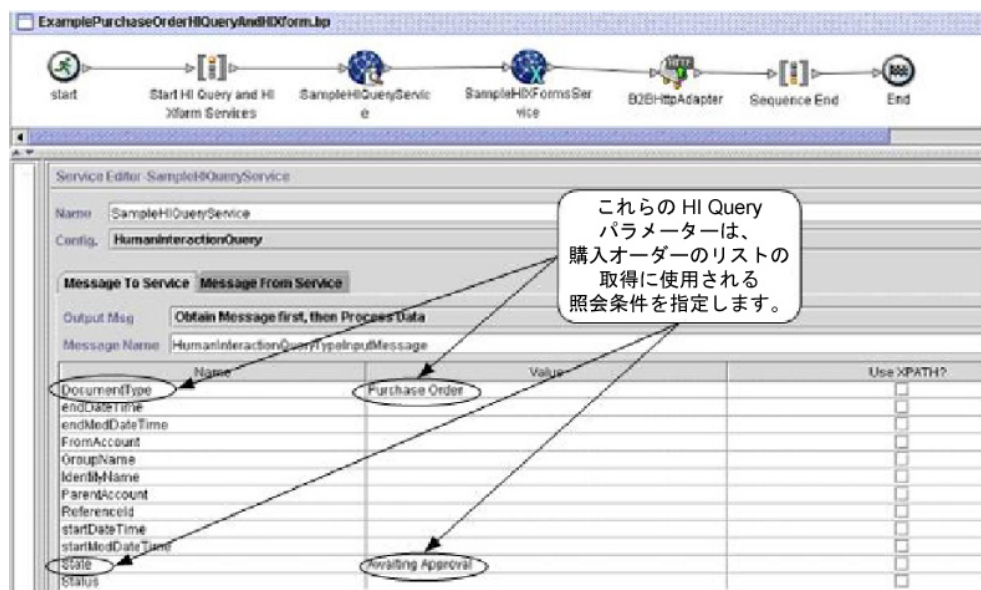 ExamplePurchaseOrderHIQueryAndHIXform.bp
start
Start HI Query and HI
Xform Services
SampleHIQueryServic
e
SampleHIXFormsSer
vice
B2BHttpAdapter
Sequence End
End
Service Editor-SampleHIQueryService
Name SampleHIQueryService
Config. HumanInteractionQuery
Message To Service Message From Service
Output Msg Obtain Message first, then Process Data
Message Name HumanInteractionQueryTypeInputMessage
これらの HI Query
パラメーターは、
購入オーダーのリストの
取得に使用される
照会条件を指定します。
Name Value Use XPATH?
DocumentType Purchase Order
endDateTime
endModDateTime
FromAccount
GroupName
IdentityName
ParentAccount
ReferenceId
startDateTime
startModDateTime
State Awaiting Approval
Status